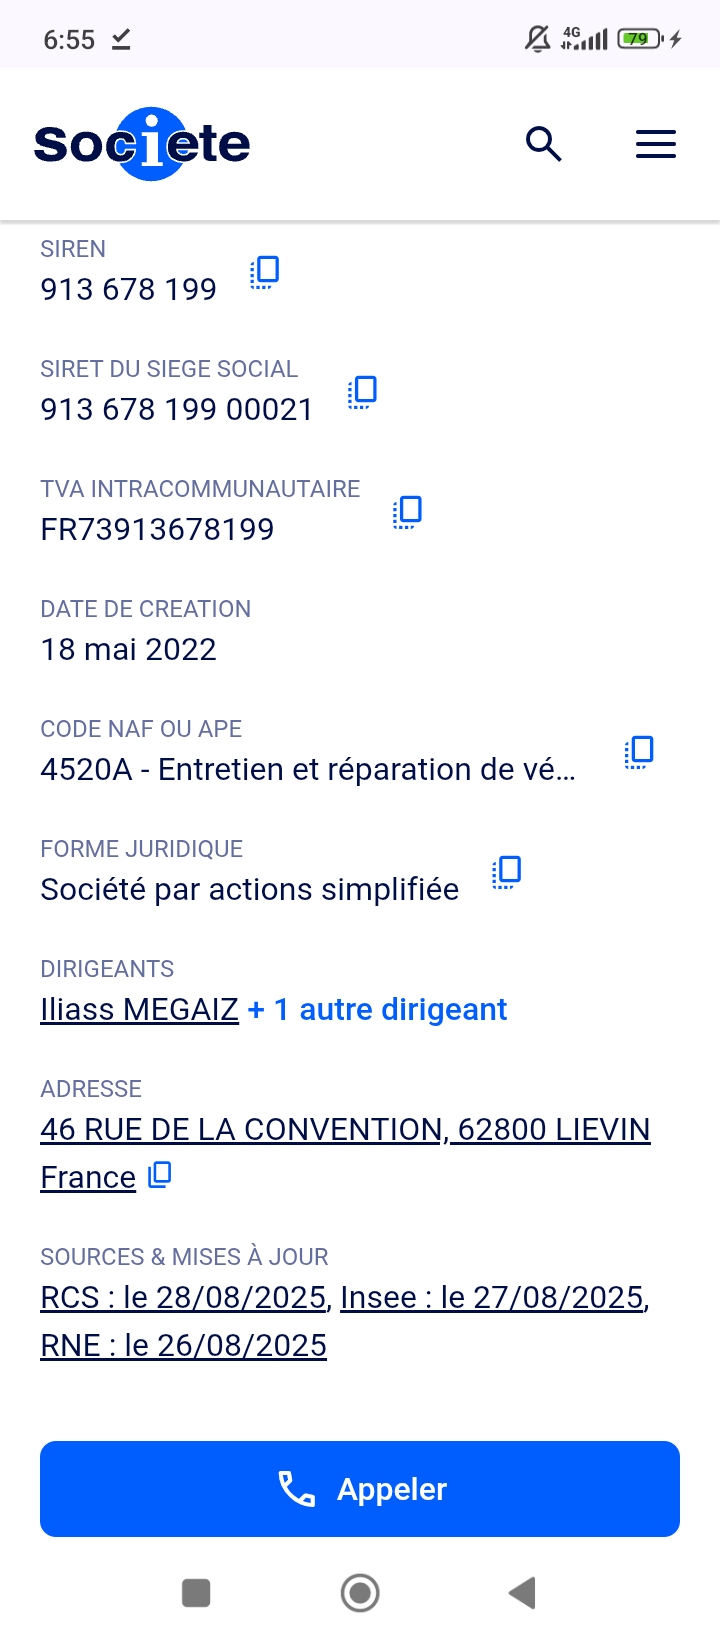 6:55
4G
79
societe
SIREN
913 678 199
SIRET DU SIEGE SOCIAL
913 678 199 00021
TVA INTRACOMMUNAUTAIRE
FR73913678199
DATE DE CREATION
18 mai 2022
CODE NAF OU APE
4520A - Entretien et réparation de vé...
FORME JURIDIQUE
Société par actions simplifiée
DIRIGEANTS
Iliass MEGAIZ + 1 autre dirigeant
ADRESSE
46 RUE DE LA CONVENTION, 62800 LIEVIN
France
SOURCES & MISES À JOUR
RCS : le 28/08/2025, Insee : le 27/08/2025,
RNE : le 26/08/2025
Appeler